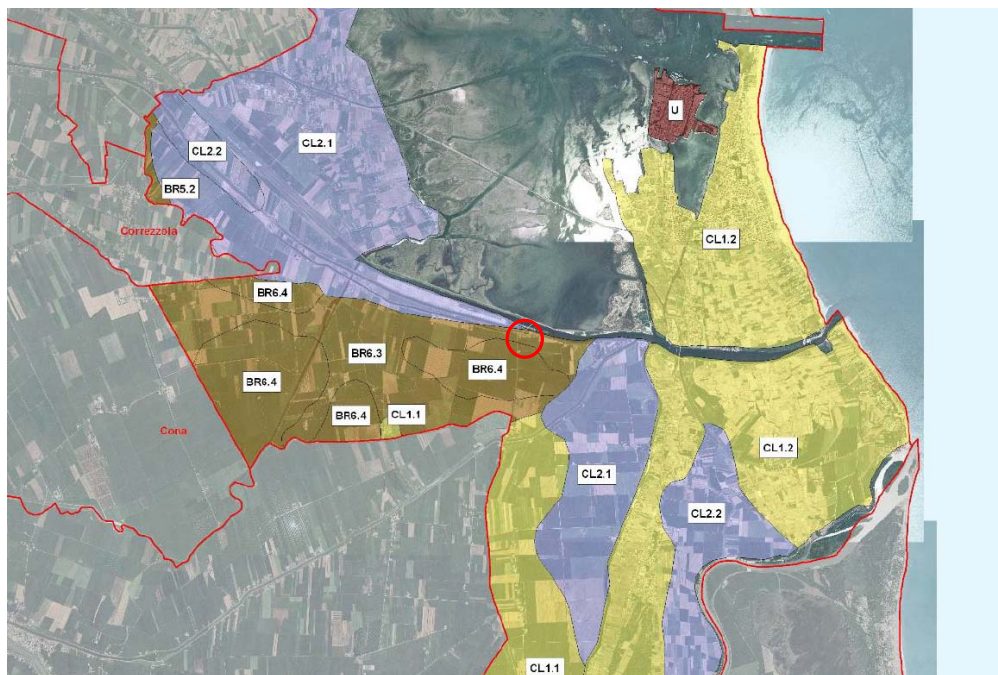 U
CL2.1
CL2.2
BR5.2
Correzzola
CL1.2
BR6.4
BR6.3
BR6.4
BR6.4
BR6.4
CL1.1
Cona
CL1.2
CL2.1
CL2.2
CL1.1